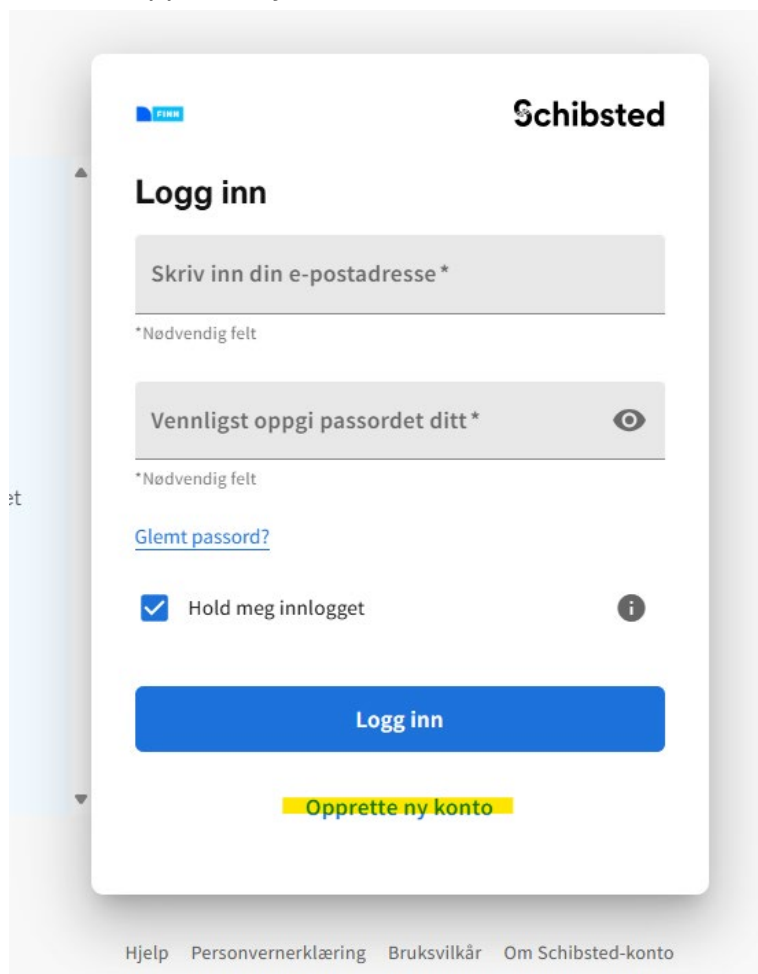 FINN
Schibsted
Logg inn
Skriv inn din e-postadresse*
*Nødvendig felt
Vennligst oppgi passordet ditt*
*Nødvendig felt
et
Glemt passord?
Hold meg innlogget
Logg inn
Opprette ny konto
Hjelp Personvernerklæring Bruksvilkår Om Schibsted-konto